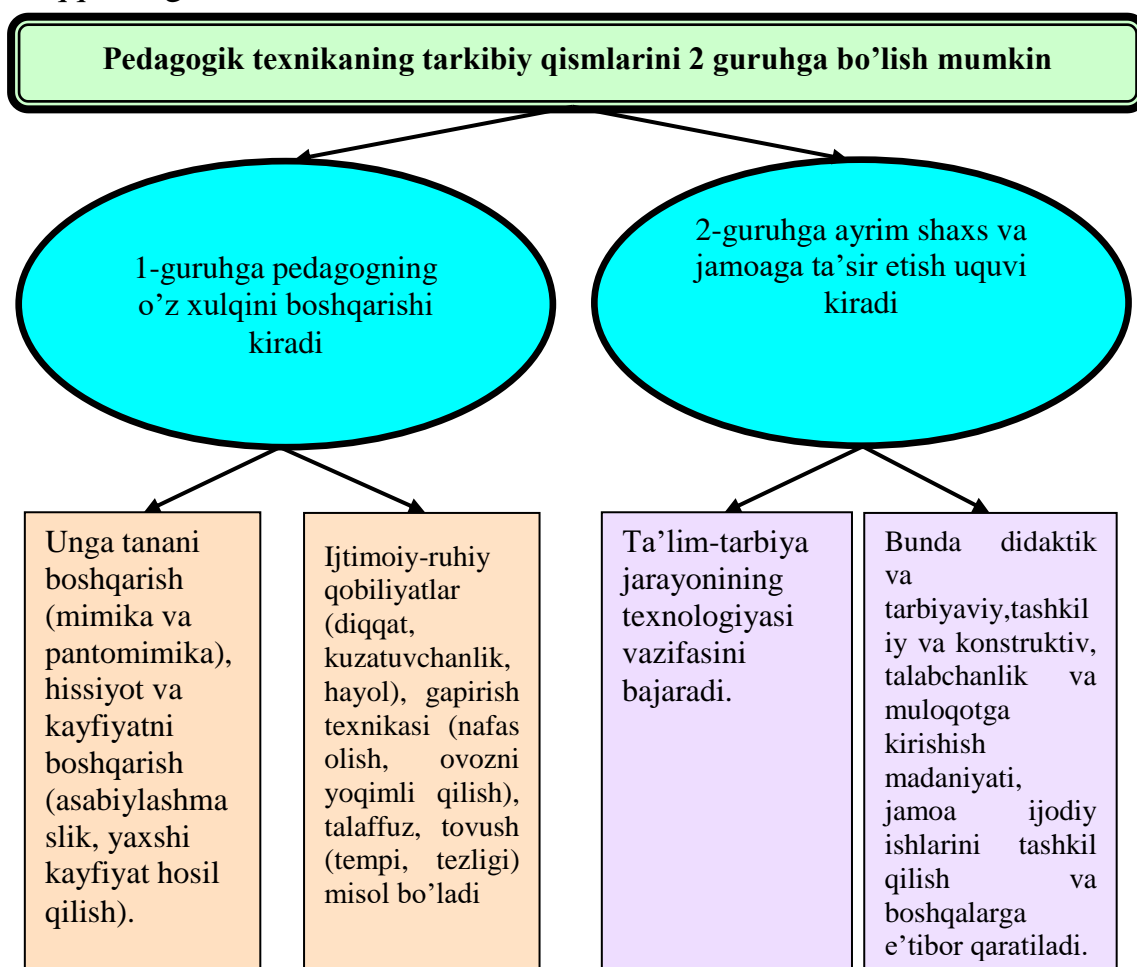 Pedagogik texnikaning tarkibiy qismlarini 2 guruhga bo’lish mumkin
1-guruhga pedagogning
o’z xulqini boshqarishi
kiradi
2-guruhga ayrim shaxs va
jamoaga ta’sir etish uquvi
kiradi
Unga tanani
boshqarish
(mimika va
pantomimika),
hissiyot va
kayfiyatni
boshqarish
(asabiylashma
slik, yaxshi
kayfiyat hosil
qilish).
Ijtimoiy-ruhiy
qobiliyatlar
(diqqat,
kuzatuvchanlik,
hayol), gapirish
texnikasi (nafas
olish, ovozni
yoqimli qilish),
talaffuz, tovush
(tempi, tezligi)
misol bo’ladi
Ta’lim-tarbiya
jarayonining
texnologiyasi
vazifasini
bajaradi.
Bunda didaktik
va
tarbiyaviy,tashkil
iy va konstruktiv,
talabchanlik va
muloqotga
kirishish
madaniyati,
jamoa ijodiy
ishlarini tashkil
qilish va
boshqalarga
e’tibor qaratiladi.